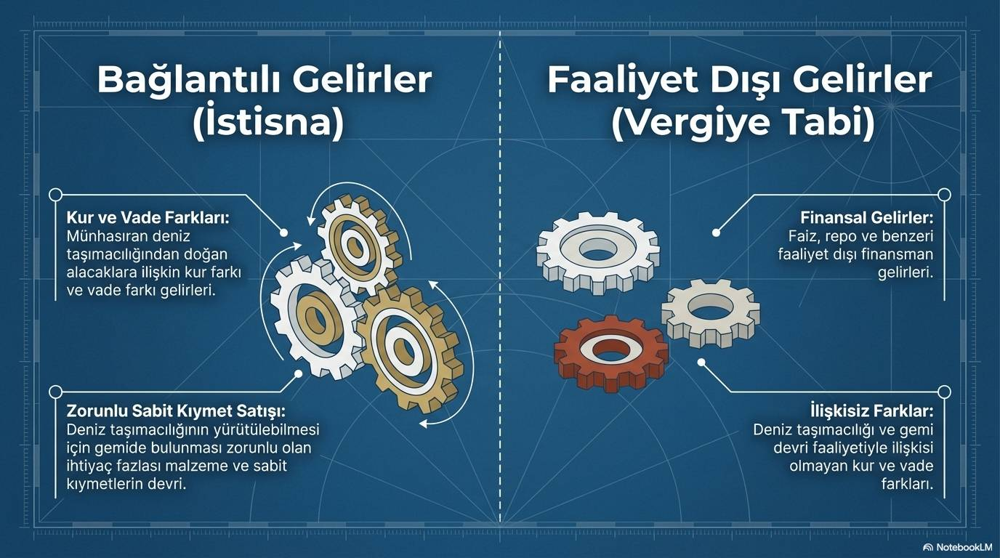 Bağlantılı Gelirler
(İstisna)
Kur ve Vade Farkları:
Münhasıran deniz
taşımacılığından doğan
alacaklara ilişkin kur farkı
ve vade farkı gelirleri.
Zorunlu Sabit Kıymet Satışı:
Deniz taşımacılığının yürütülebilmesi
için gemide bulunması zorunlu olan
ihtiyaç fazlası malzeme ve sabit
kıymetlerin devri.
Faaliyet Dışı Gelirler
(Vergiye Tabi)
Finansal Gelirler:
Faiz, repo ve benzeri
faaliyet dışı finansman
gelirleri.
İlişkisiz Farklar:
Deniz taşımacılığı ve gemi
devri faaliyetiyle ilişkisi
olmayan kur ve vade
farkları.
NotebookLM